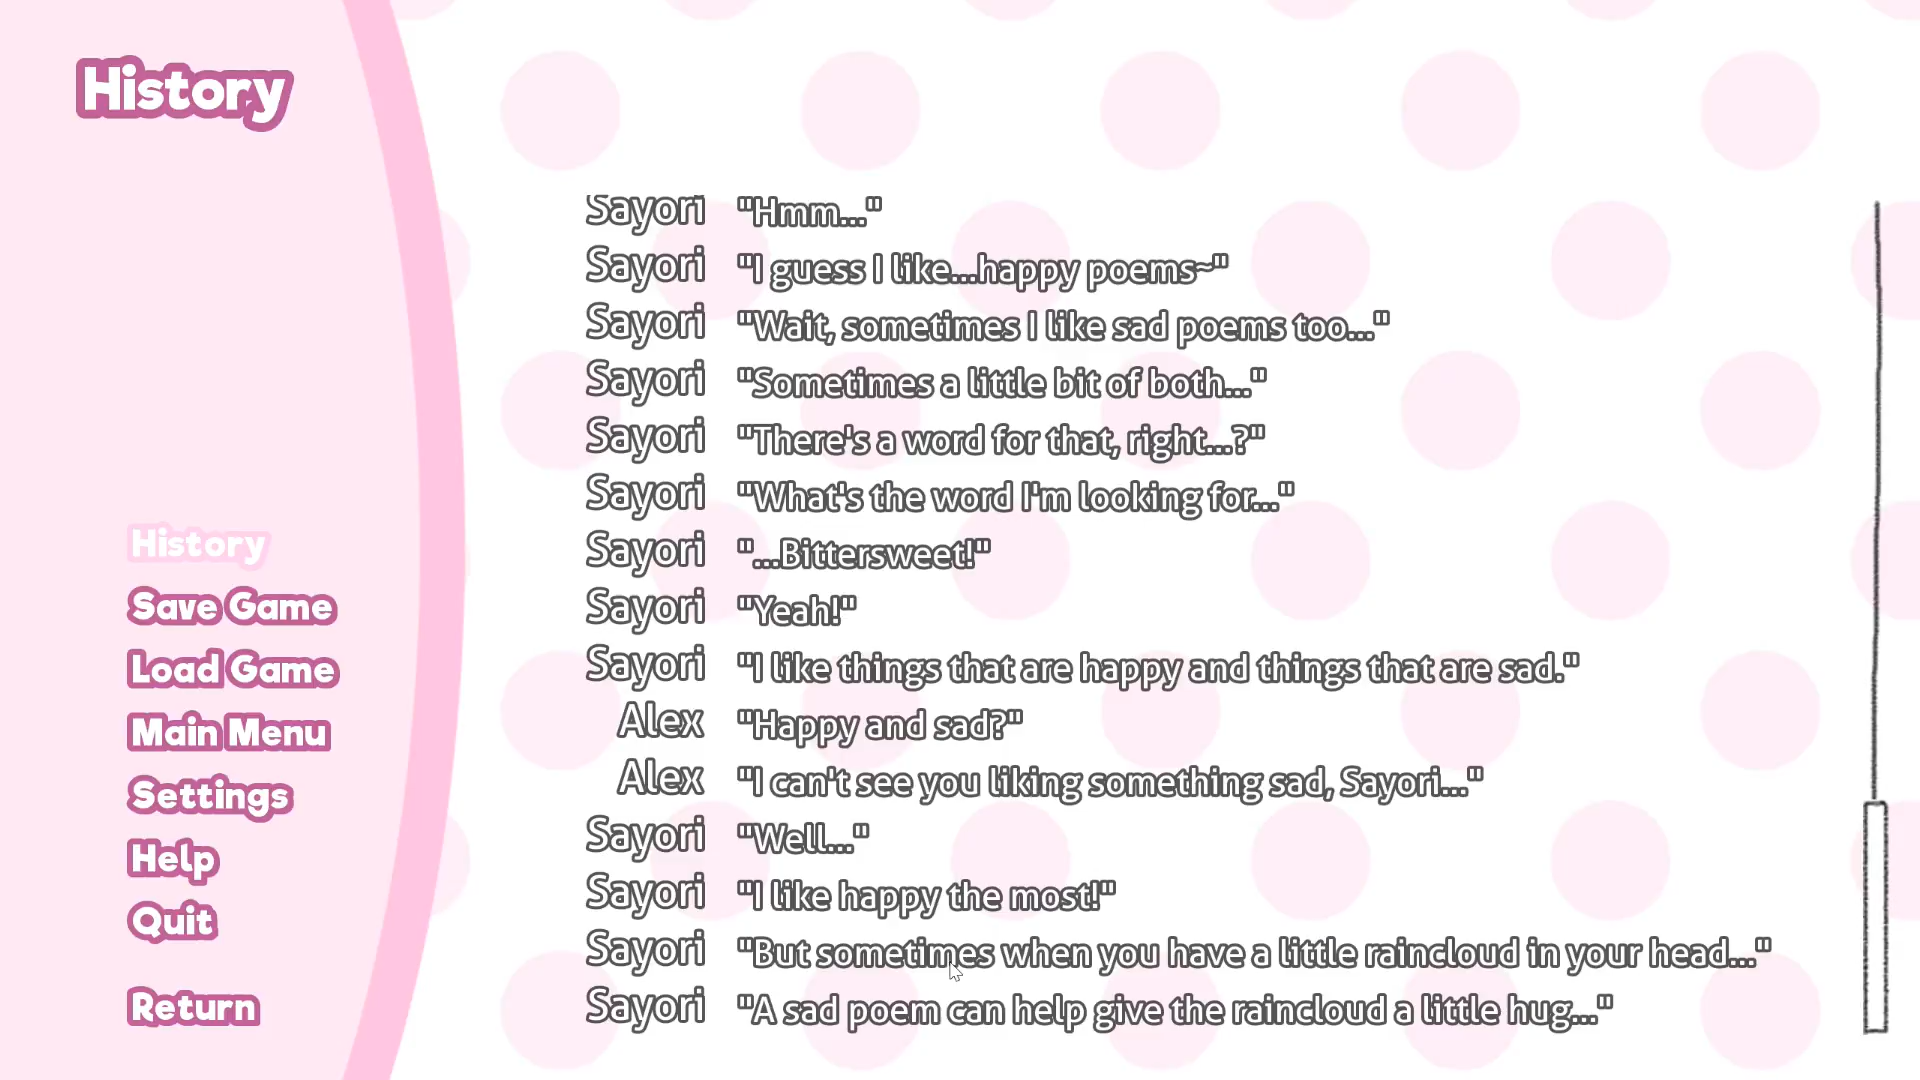 History
Sayori "Hmm..."
Sayori "I guess I like...happy poems~"
Sayori "Wait, sometimes I like sad poems too..."
Sayori "Sometimes a little bit of both..."
Sayori "There's a word for that, right...?"
Sayori "What's the word I'm looking for..."
Sayori "...Bittersweet!"
Sayori "Yeah!"
Sayori "I like things that are happy and things that are sad."
Alex "Happy and sad?"
Alex "I can't see you liking something sad, Sayori..."
Sayori "Well..."
Sayori "I like happy the most!"
Sayori "But sometimes when you have a little raincloud in your head..."
Sayori "A sad poem can help give the raincloud a little hug..."
History
Save Game
Load Game
Main Menu
Settings
Help
Quit
Return